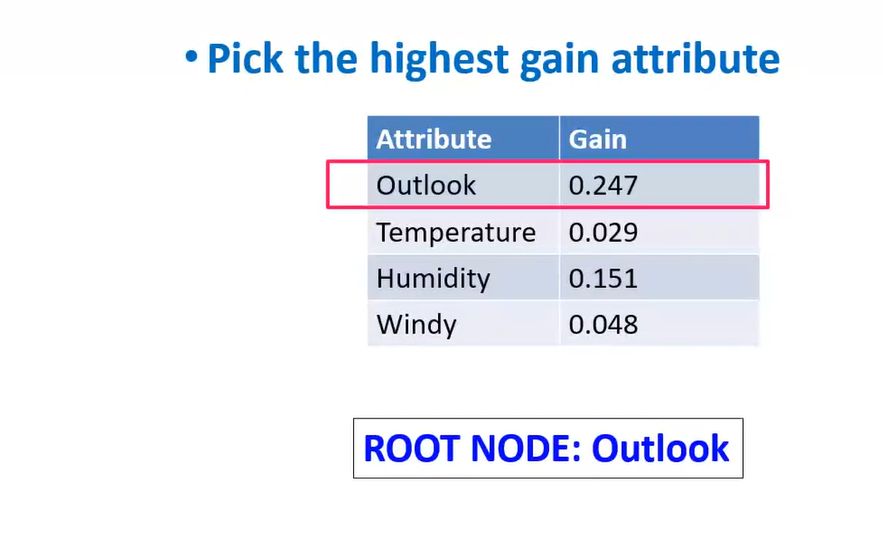 • Pick the highest gain attribute
Attribute Gain
Outlook 0.247
Temperature 0.029
Humidity 0.151
Windy 0.048
ROOT NODE: Outlook